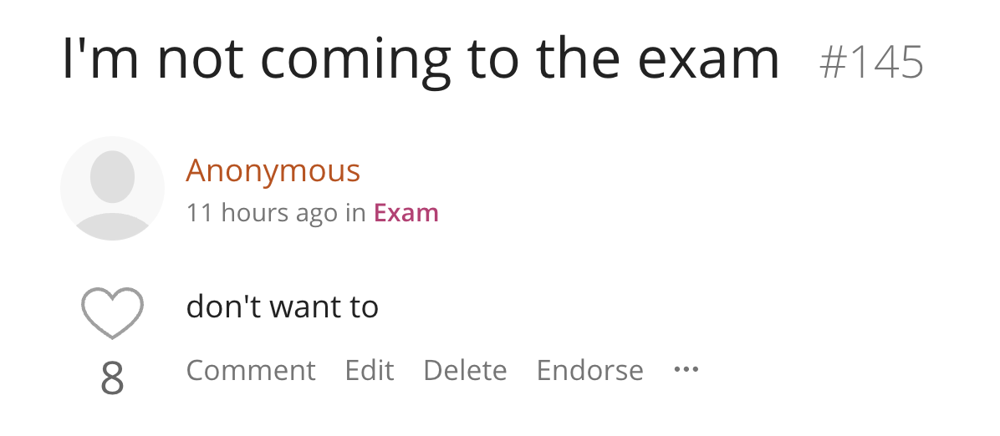 I'm not coming to the exam #145
Anonymous
11 hours ago in Exam
don't want to
8 Comment Edit Delete Endorse ···